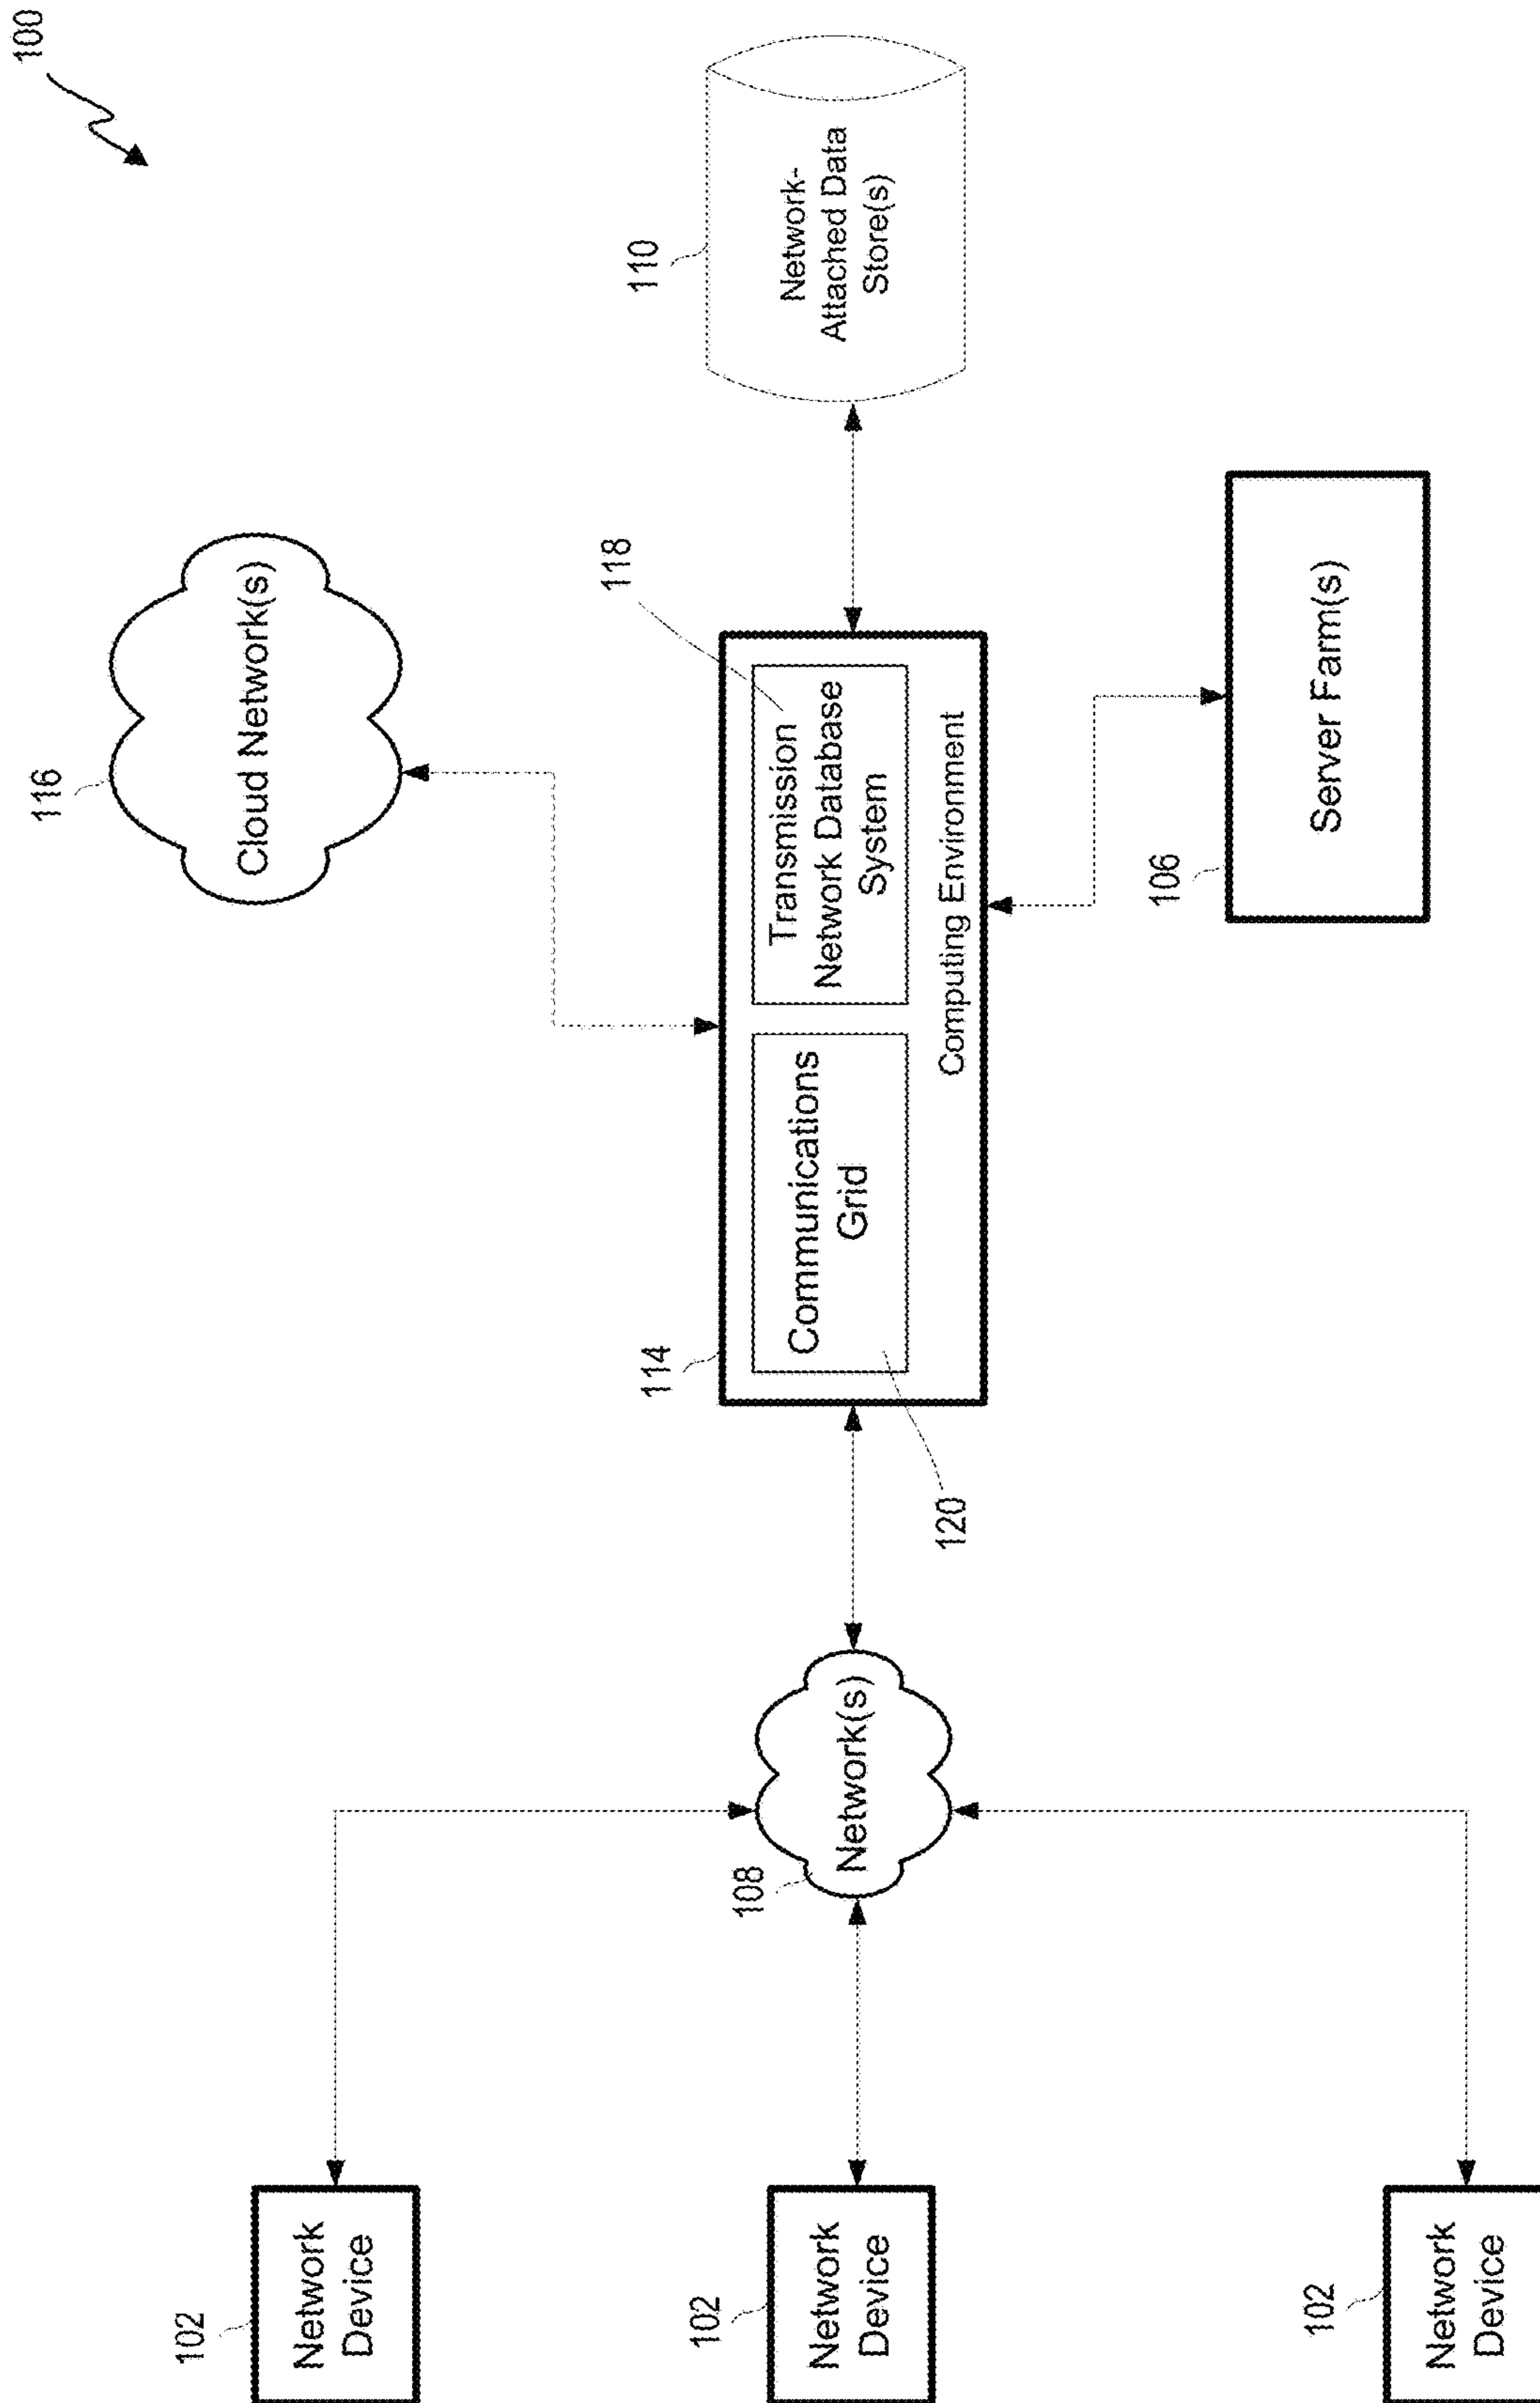 100
116
Cloud Network(s)
102
Network
Device
110
Network-
Attached Data
Store(s)
118
114
Communications
Grid
Transmission
Network Database
System
Computing Environment
108
Network(s)
102
Network
Device
120
106
Server Farm(s)
102
Network
Device